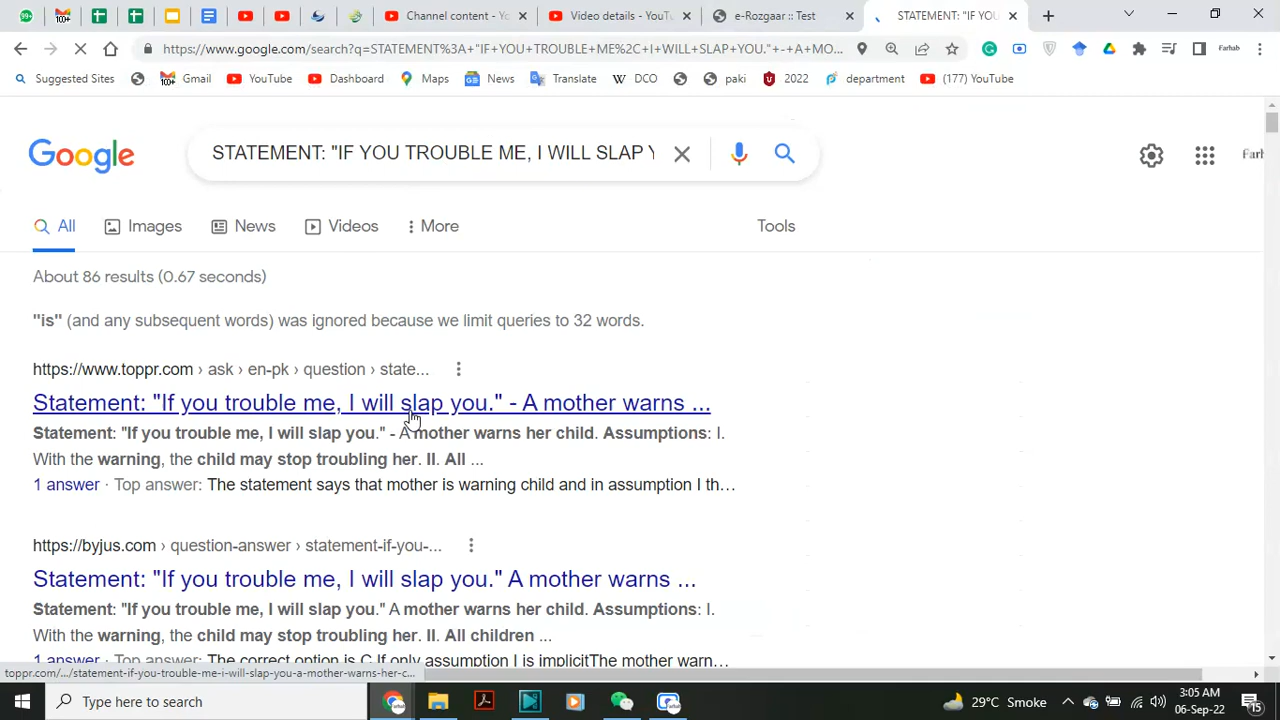 99+
Channel content - Yo
Video details - YouTu
e-Rozgaar :: Test
STATEMENT: "IF YOU
https://www.google.com/search?q=STATEMENT%3A+"IF+YOU+TROUBLE+ME%2C+I+WILL+SLAP+YOU."+-+A+MO...
Farhab
Suggested Sites
100+
Gmail
YouTube
Dashboard
Maps
News
Translate
DCO
paki
2022
department
(177) YouTube
Google
STATEMENT: "IF YOU TROUBLE ME, I WILL SLAP Y
Farh
All
Images
News
Videos
More
Tools
About 86 results (0.67 seconds)
"is" (and any subsequent words) was ignored because we limit queries to 32 words.
https://www.toppr.com › ask › en-pk › question › state...
Statement: "If you trouble me, I will slap you." - A mother warns ...
Statement: "If you trouble me, I will slap you." - A mother warns her child. Assumptions: I.
With the warning, the child may stop troubling her. II. All ...
1 answer · Top answer: The statement says that mother is warning child and in assumption I th...
https://byjus.com › question-answer › statement-if-you-...
Statement: "If you trouble me, I will slap you." A mother warns ...
Statement: "If you trouble me, I will slap you." A mother warns her child. Assumptions: I.
With the warning, the child may stop troubling her. II. All children ...
1 answer · Top answer: The correct option is C If only assumption I is implicitThe mother warn...
toppr.com/.../statement-if-you-trouble-me-i-will-slap-you-a-mother-warns-her-c...
Type here to search
29°C Smoke
3:05 AM
06-Sep-22
15